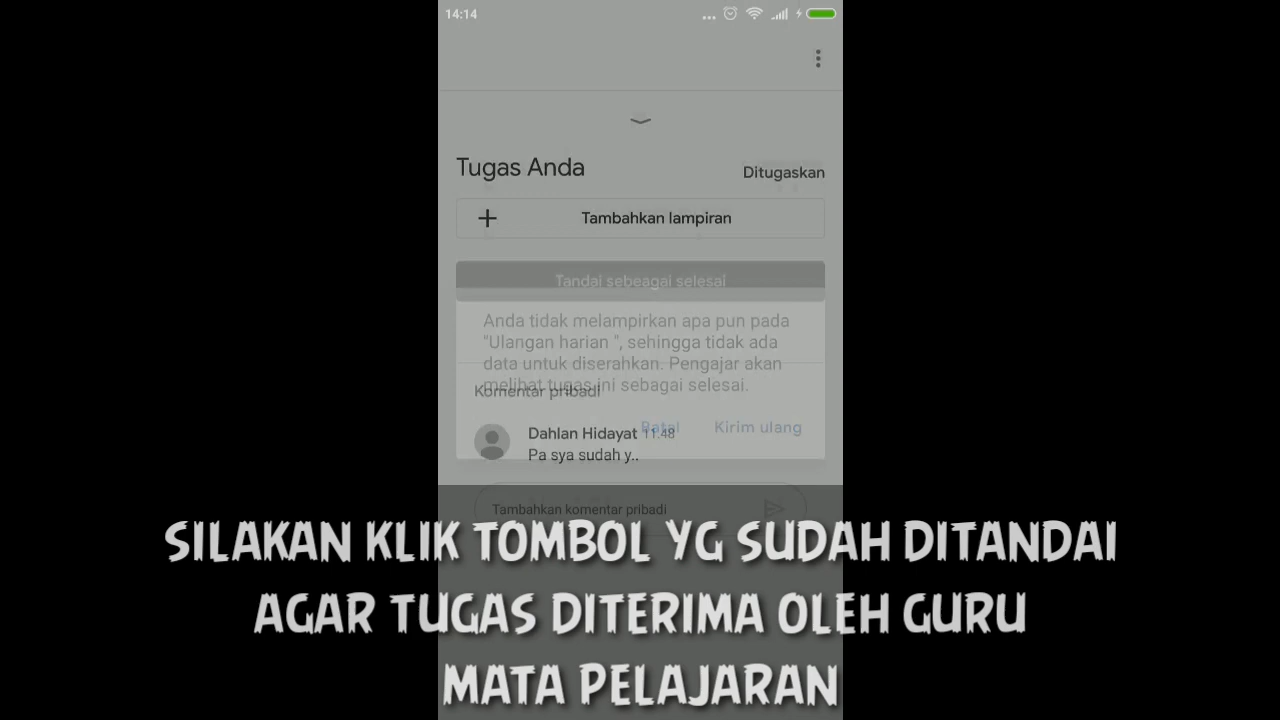 14:14
Tugas Anda
Ditugaskan
Tambahkan lampiran
Tandai sebeagai selesai
Anda tidak melampirkan apa pun pada
"Ulangan harian ", sehingga tidak ada
data untuk diserahkan. Pengajar akan
melihat tugas ini sebagai selesai.
Komentar pribadi
Batal
Kirim ulang
Dahlan Hidayat 11.48
Pa sya sudah y..
Tambahkan komentar pribadi
SILAKAN KLIK TOMBOL YG SUDAH DITANDAI
AGAR TUGAS DITERIMA OLEH GURU
MATA PELAJARAN